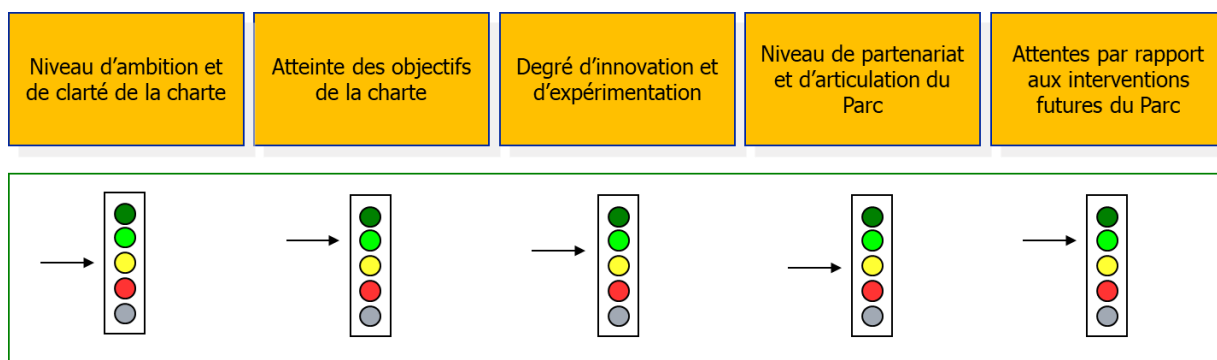 Niveau d'ambition et
de clarté de la charte
Atteinte des objectifs
de la charte
Degré d'innovation et
d'expérimentation
Niveau de partenariat
et d'articulation du
Parc
Attentes par rapport
aux interventions
futures du Parc